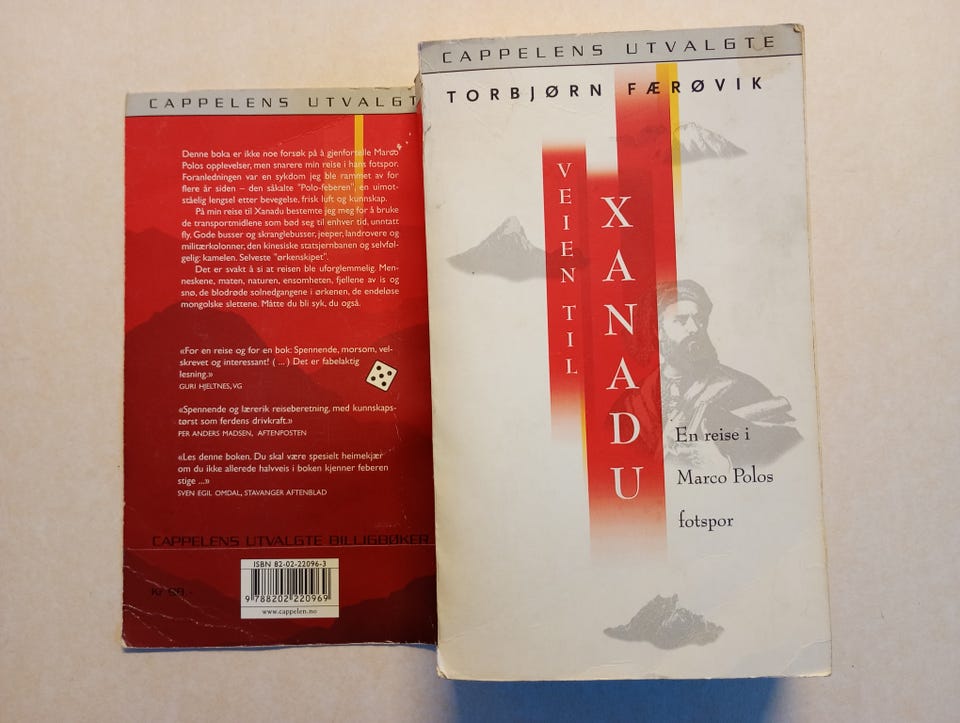 CAPPELENS UTVALGT
Denne boka er ikke noe forsøk på å gjenfortelle Marco
Polos opplevelser, men snarere min reise i hans fotspor.
Foranledningen var en sykdom jeg ble rammet av for
flere år siden – den såkalte "Polo-feberen", en uimot-
ståelig lengsel etter bevegelse, frisk luft og kunnskap.
På min reise til Xanadu bestemte jeg meg for å bruke
de transportmidlene som bød seg til enhver tid, unntatt
fly. Gode busser og skranglebusser, jeeper, landrovere og
militærkolonner, den kinesiske statsjernbanen og selvføl-
gelig: kamelen. Selveste "ørkenskipet".
Det er svakt å si at reisen ble uforglemmelig. Men-
neskene, maten, naturen, ensomheten, fjellene av is og
snø, de blodrøde solnedgangene i ørkenen, de endeløse
mongolske slettene. Måtte du bli syk, du også.
«For en reise og for en bok: Spennende, morsom, vel-
skrevet og interessant! ( ... ) Det er fabelaktig
lesning.»
GURI HJELTNES, VG
«Spennende og lærerik reiseberetning, med kunnskaps-
tørst som ferdens drivkraft.»
PER ANDERS MADSEN, AFTENPOSTEN
«Les denne boken. Du skal være spesielt heimekjær
om du ikke allerede halvveis i boken kjenner feberen
stige ...»
SVEN EGIL OMDAL, STAVANGER AFTENBLAD
CAPPELENS UTVALGTE BILLIGBØKER
Kr
ISBN 82-02-22096-3
9 788202 220969
www.cappelen.no
CAPPELENS UTVALGTE
TORBJØRN FÆRØVIK
VEIEN TIL
XANADU
En reise i
Marco Polos
fotspor